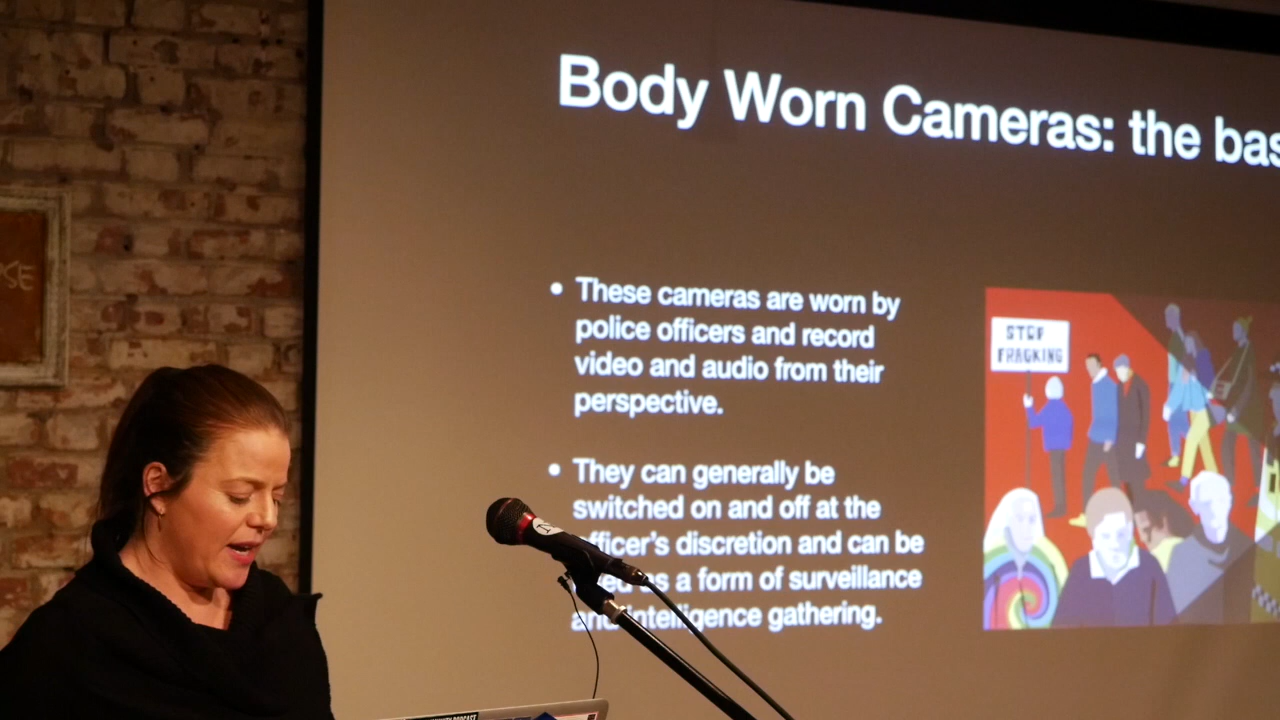 Body Worn Cameras: the bas
• These cameras are worn by
police officers and record
video and audio from their
perspective.
• They can generally be
switched on and off at the
officer's discretion and can be
as a form of surveillance
and intelligence gathering.
STOP
FRACKING
PODCAST